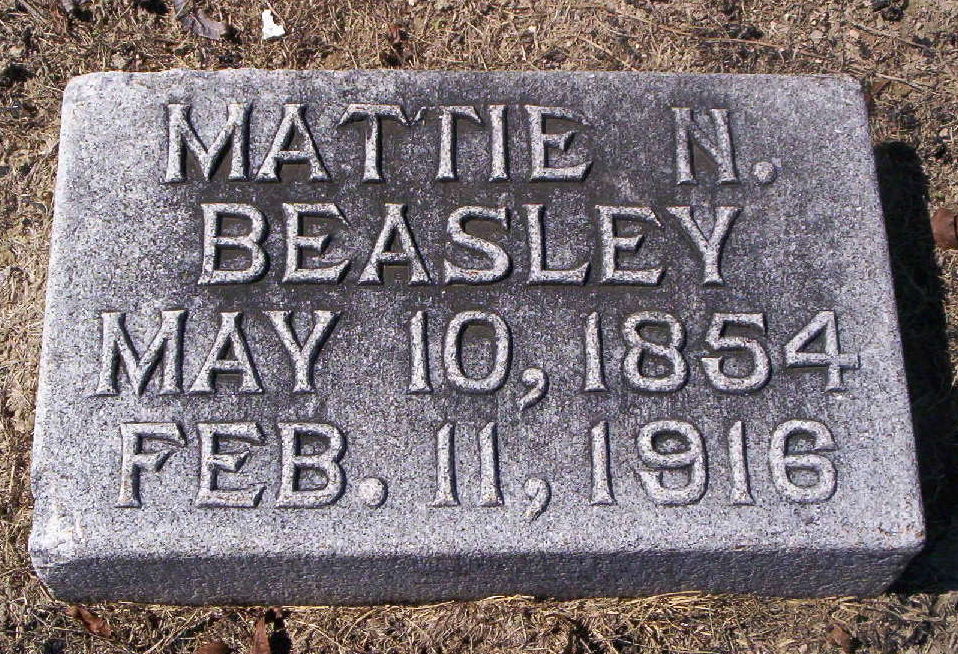 MATTIE N.
BEASLEY
MAY 10, 1854
FEB. 11, 1916